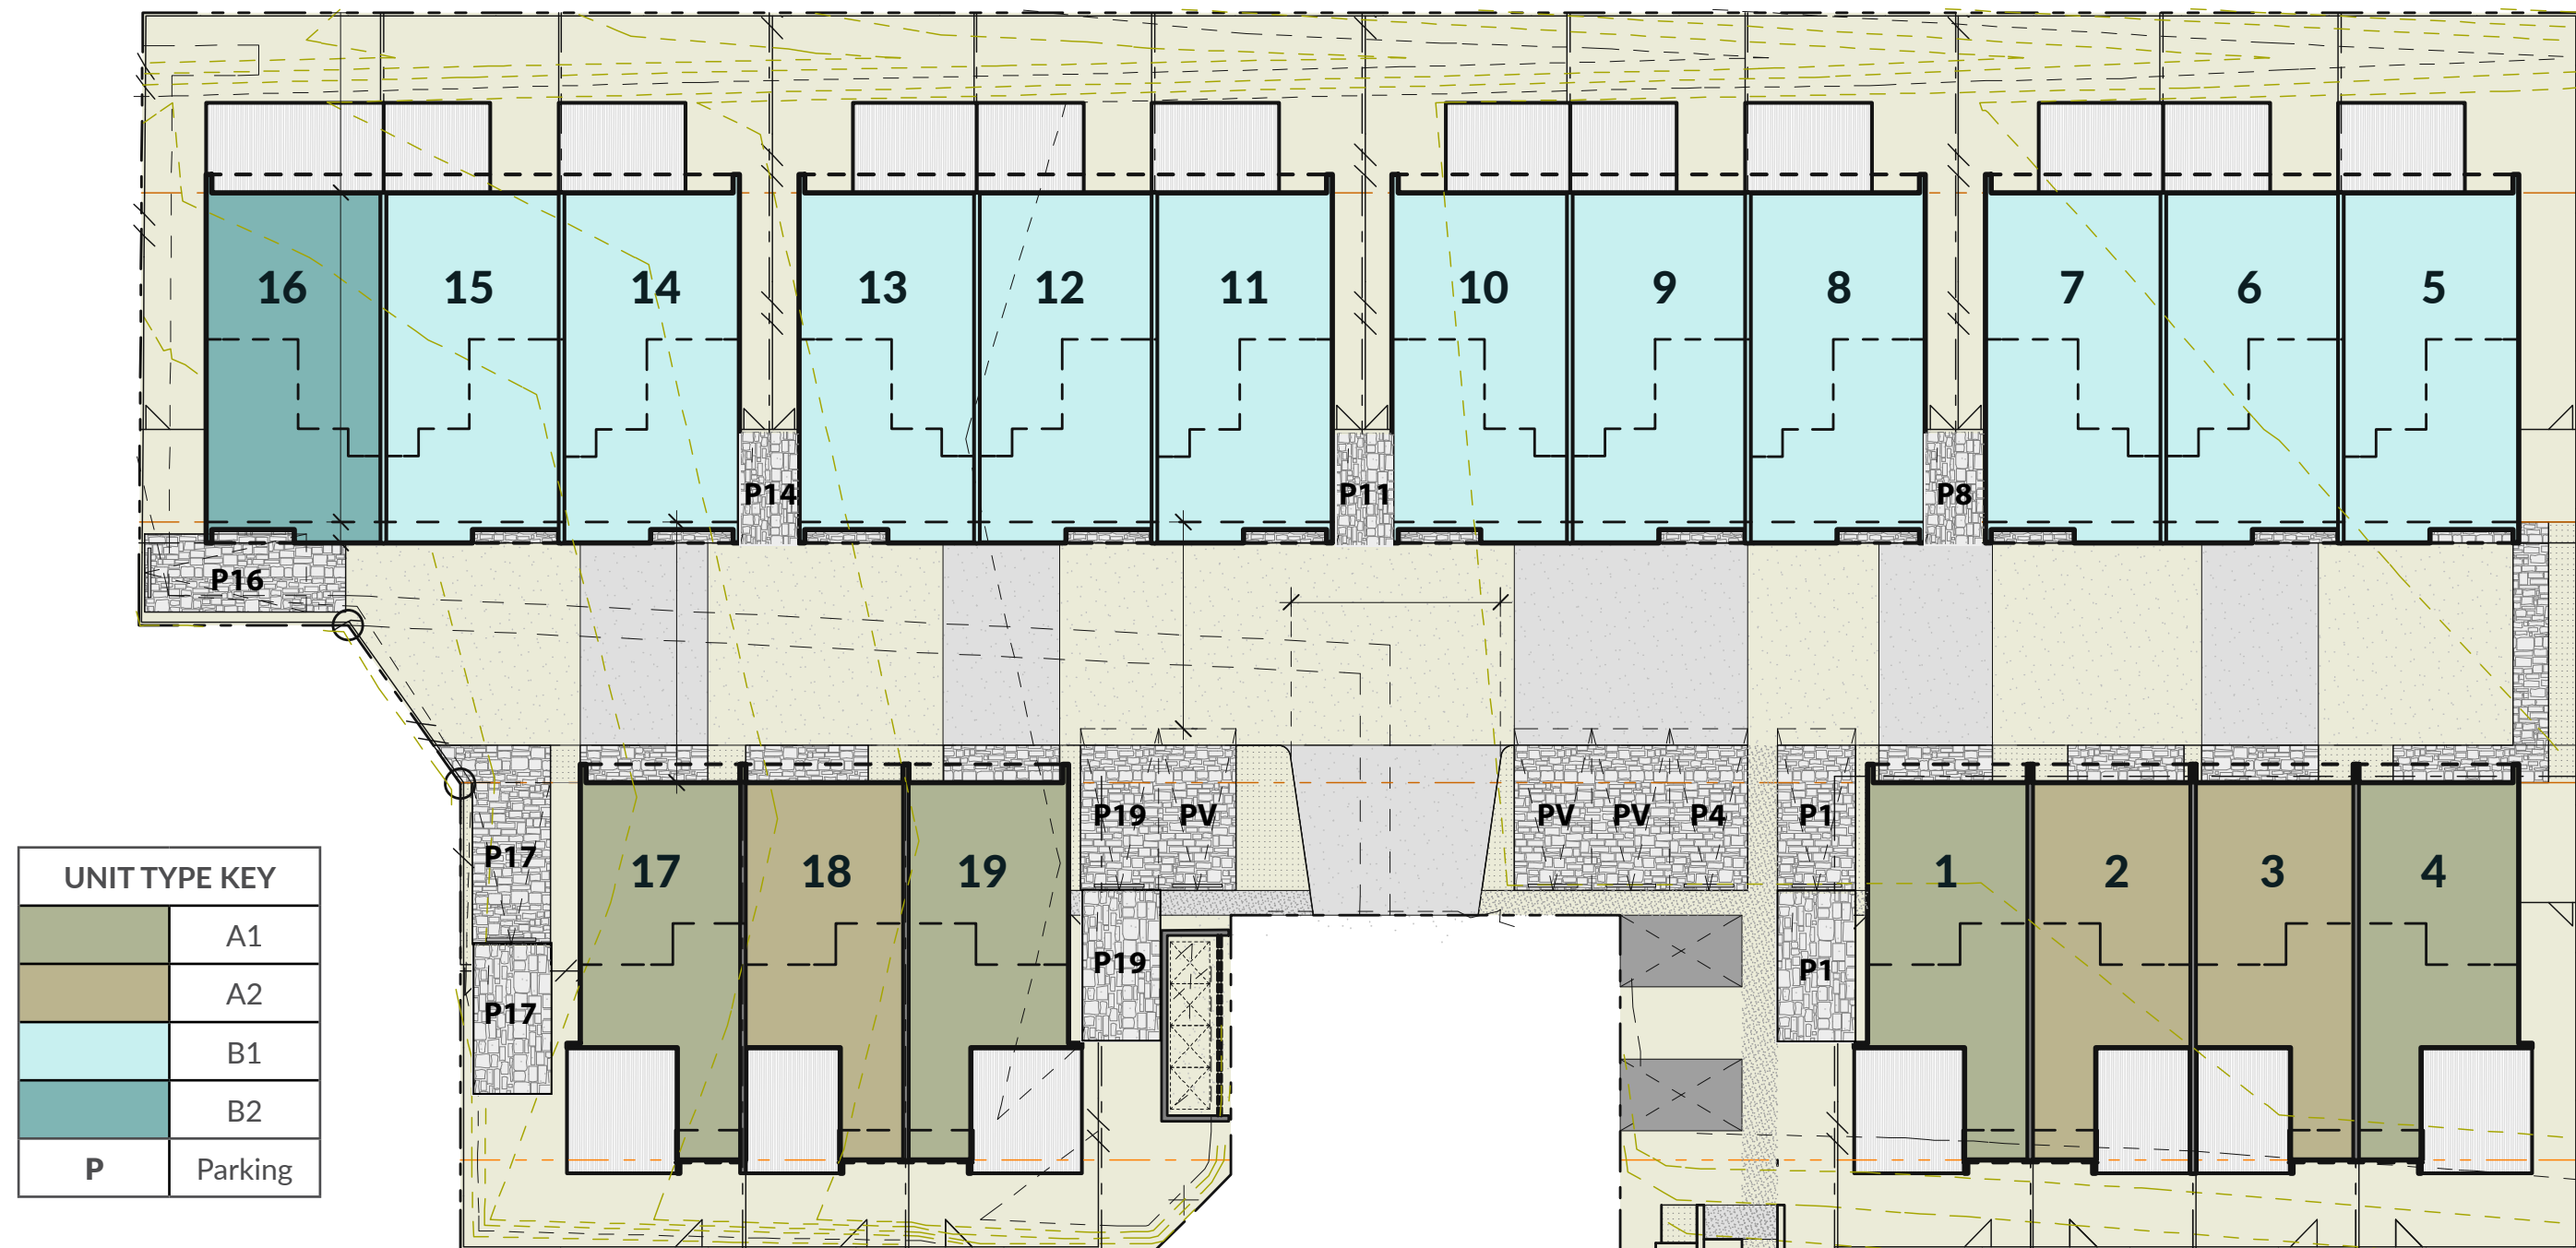 16 15 14 13 12 11 10 9 8 7 6 5
P14 P11 P8
P16
P19 PV PV PV P4 P1
P17 17 18 19 1 2 3 4
P19 P1
P17
UNIT TYPE KEY
A1
A2
B1
B2
P Parking